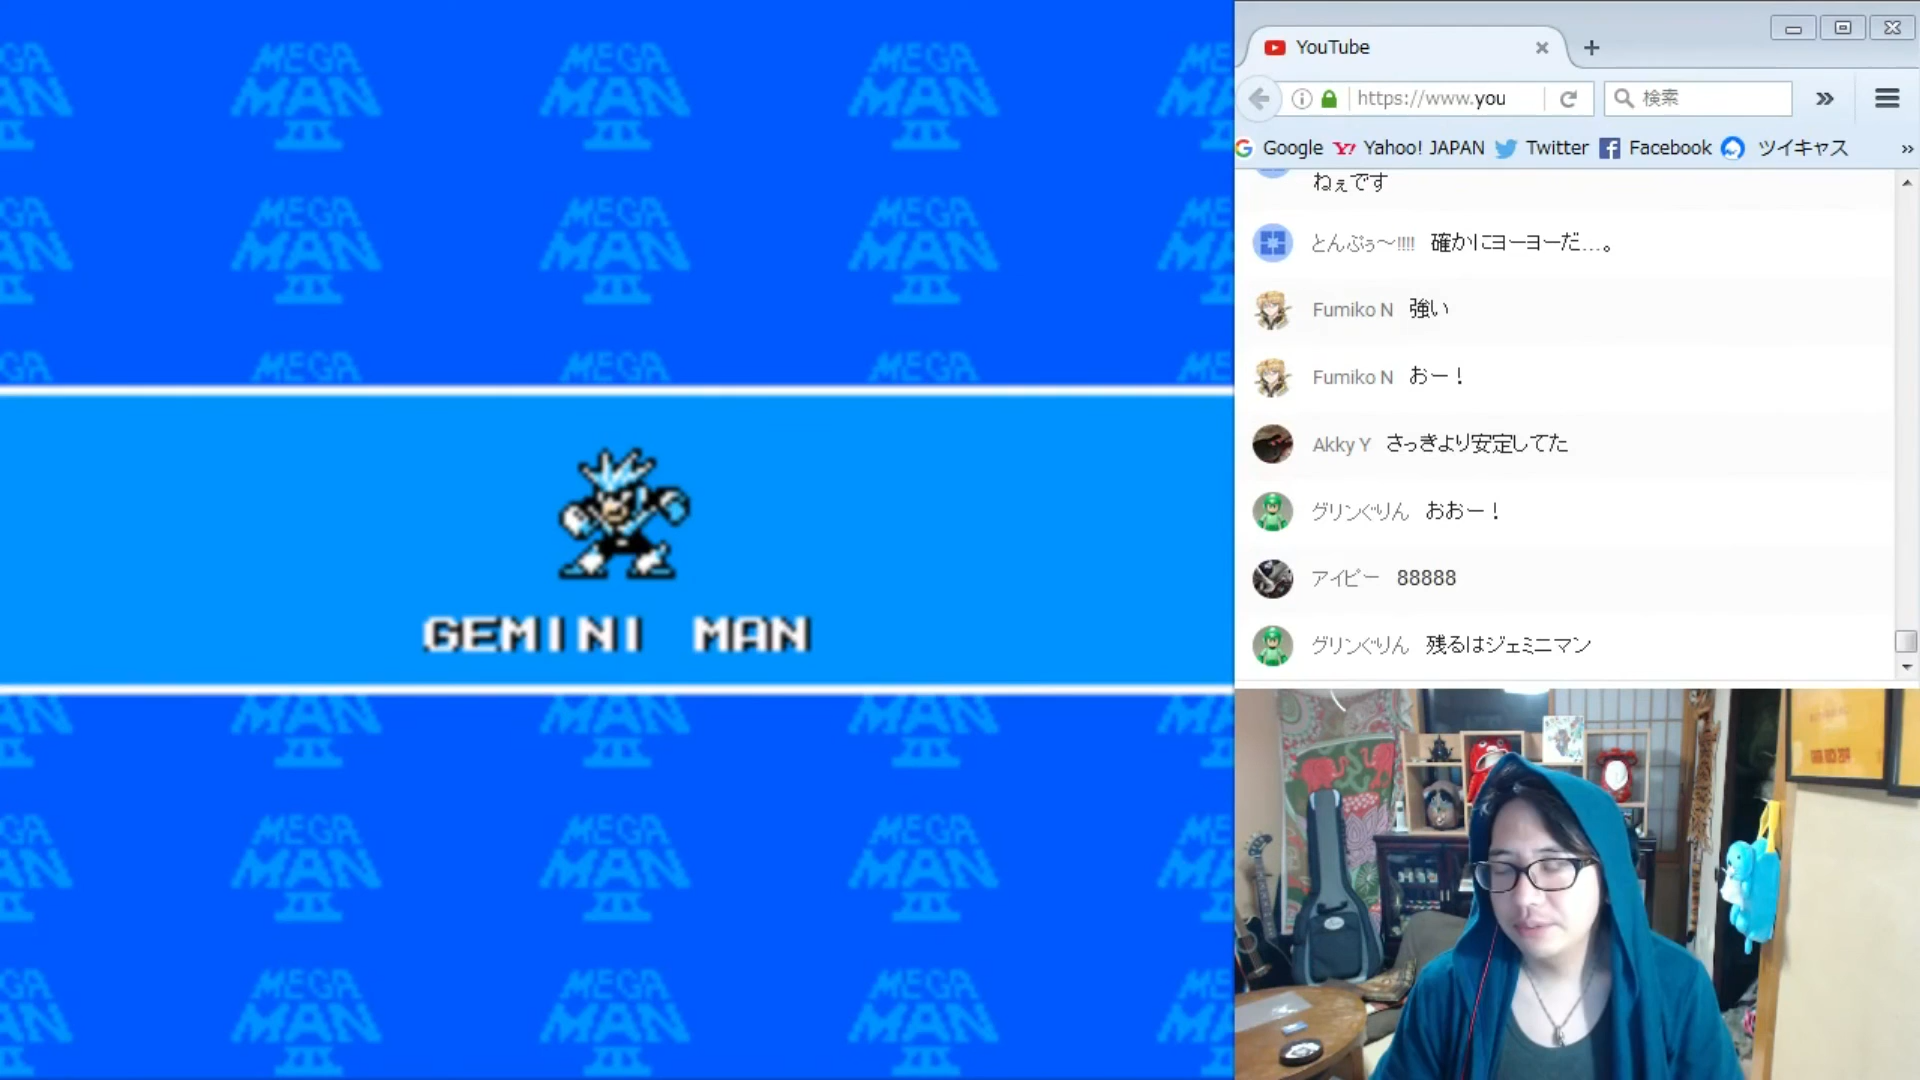 MEGA MAN III
GEMINI MAN
YouTube
https://www.you
検索
Google Yahoo! JAPAN Twitter Facebook ツイキャス
ねぇです
とんぷぅ〜!!!! 確かにヨーヨーだ…。
Fumiko N 強い
Fumiko N おー！
Akky Y さっきより安定してた
グリンぐりん おおー！
アイビー 88888
グリンぐりん 残るはジェミニマン